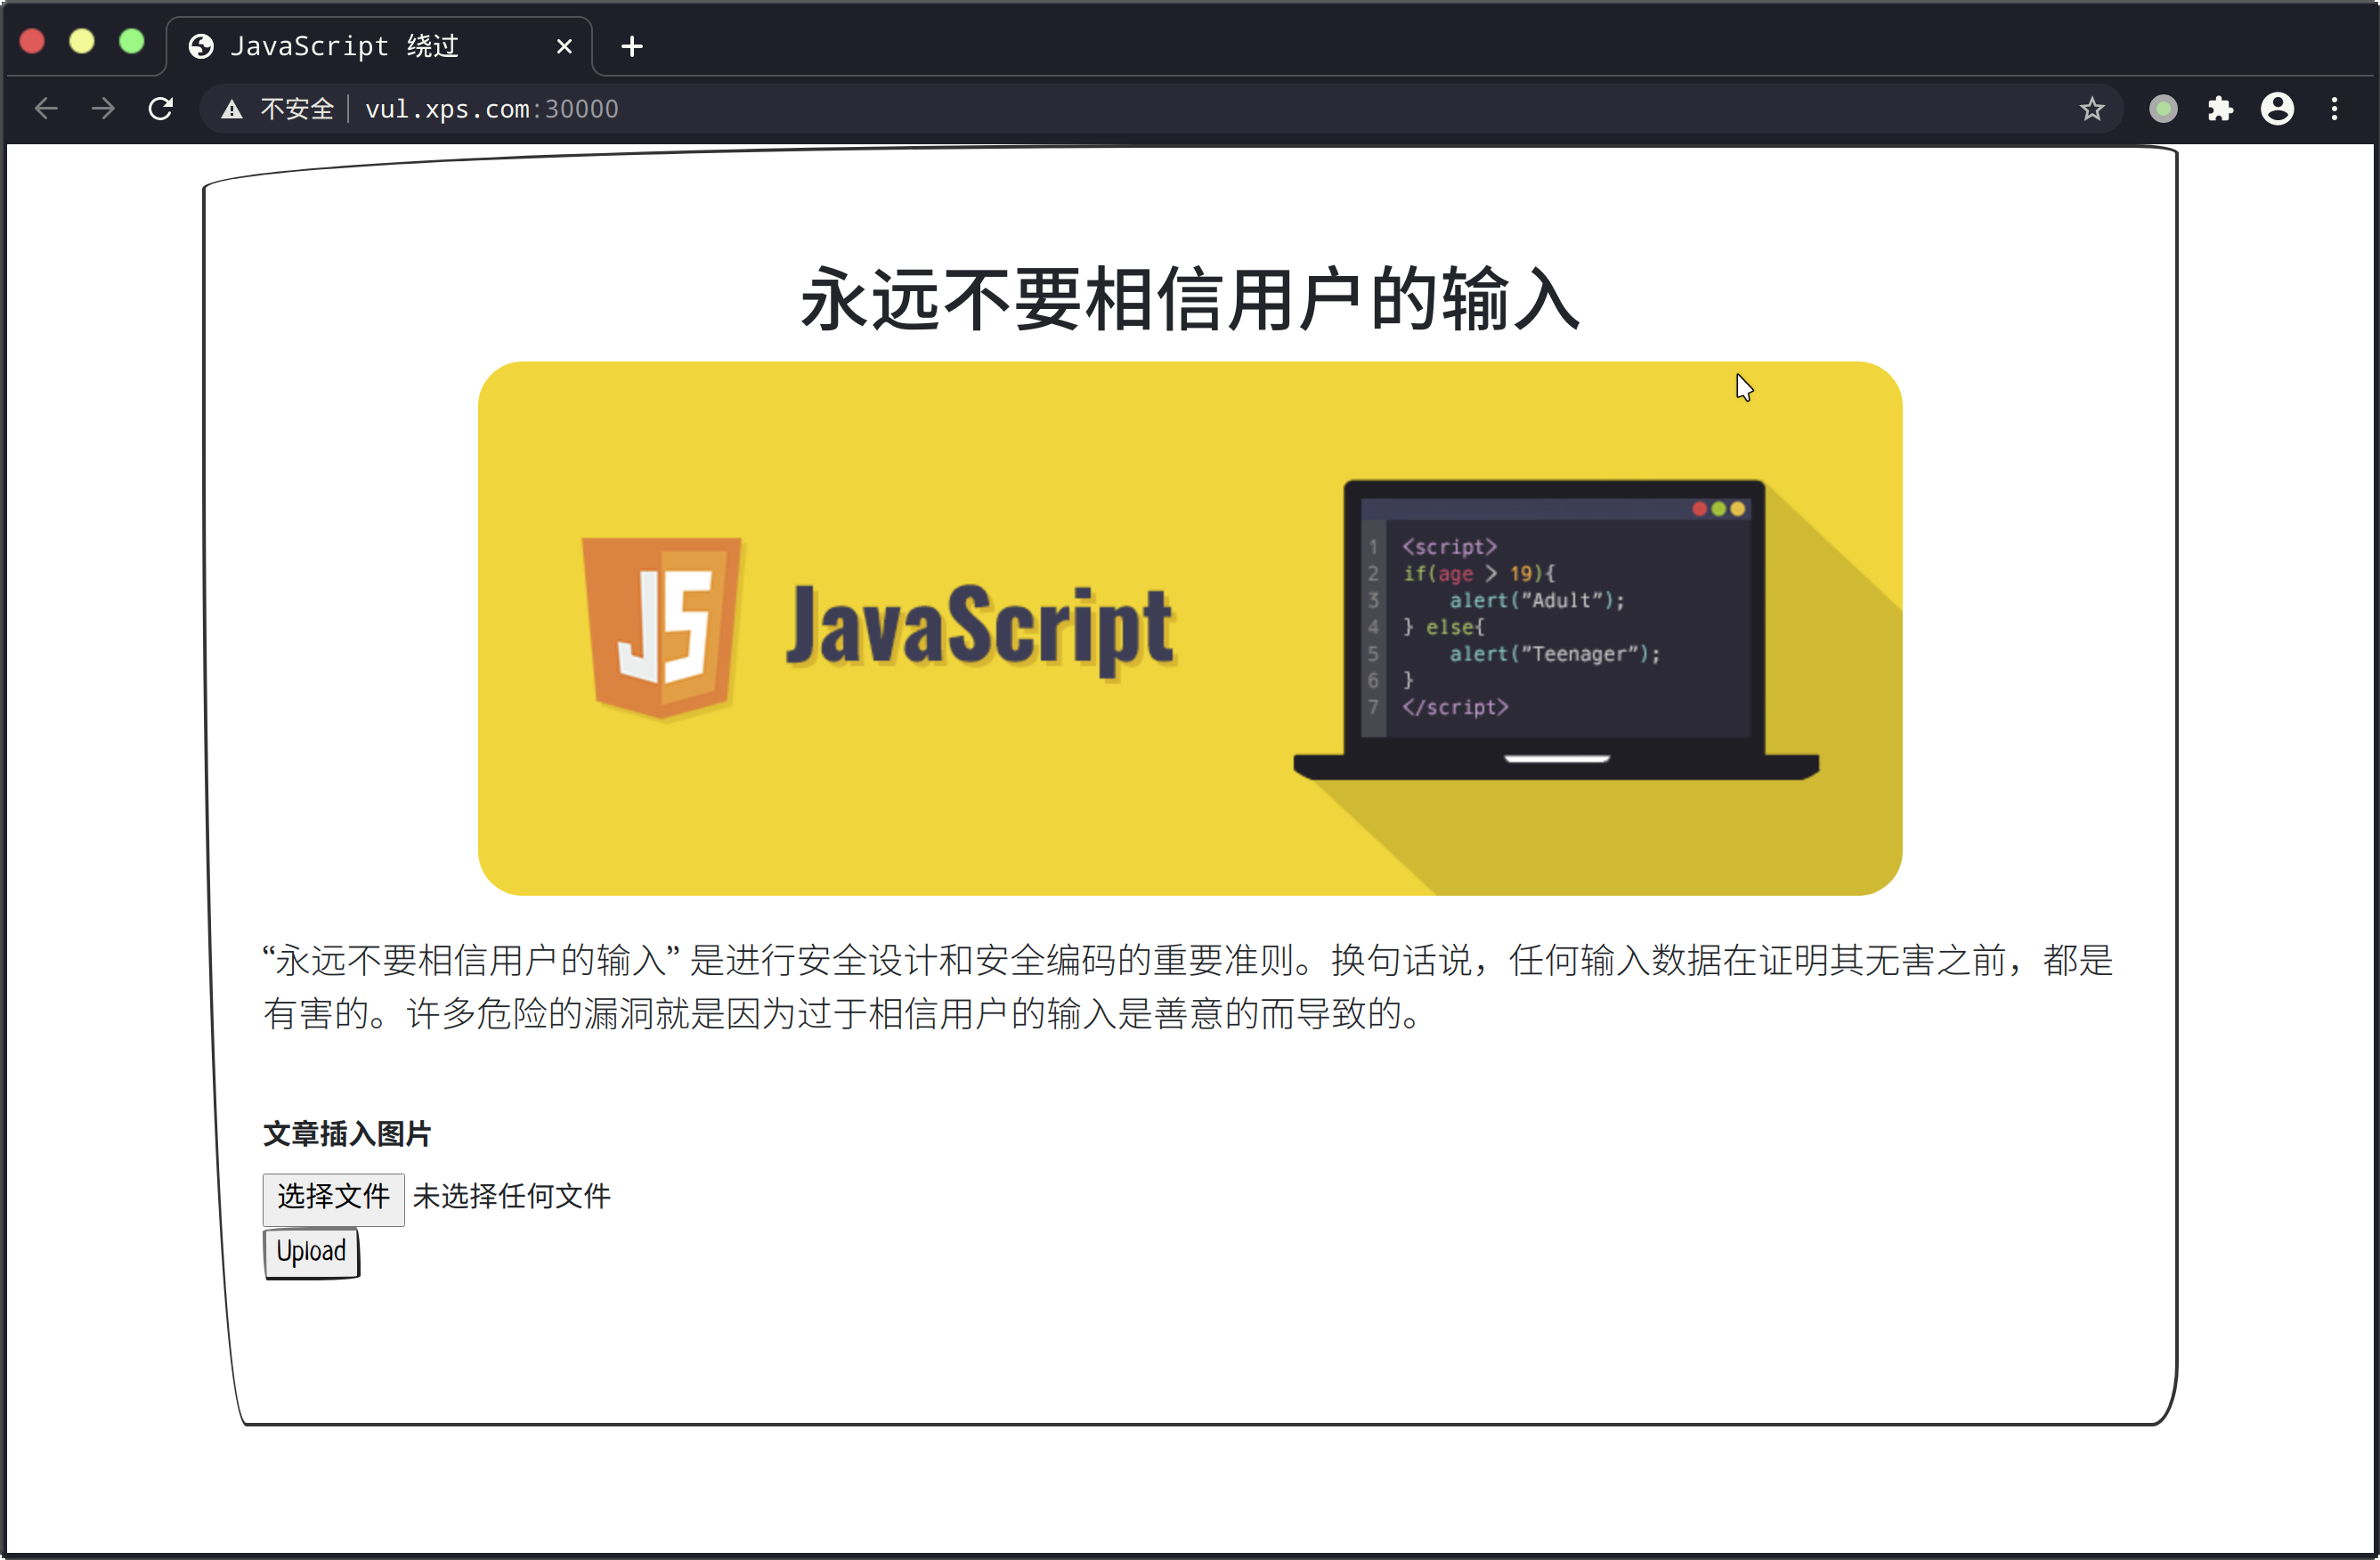 JavaScript 绕过
不安全 vul.xps.com:30000
永远不要相信用户的输入
JS
JavaScript
1 <script>
2 if(age > 19){
3 alert("Adult");
4 } else{
5 alert("Teenager");
6 }
7 </script>
“永远不要相信用户的输入” 是进行安全设计和安全编码的重要准则。换句话说，任何输入数据在证明其无害之前，都是
有害的。许多危险的漏洞就是因为过于相信用户的输入是善意的而导致的。
文章插入图片
选择文件 未选择任何文件
Upload